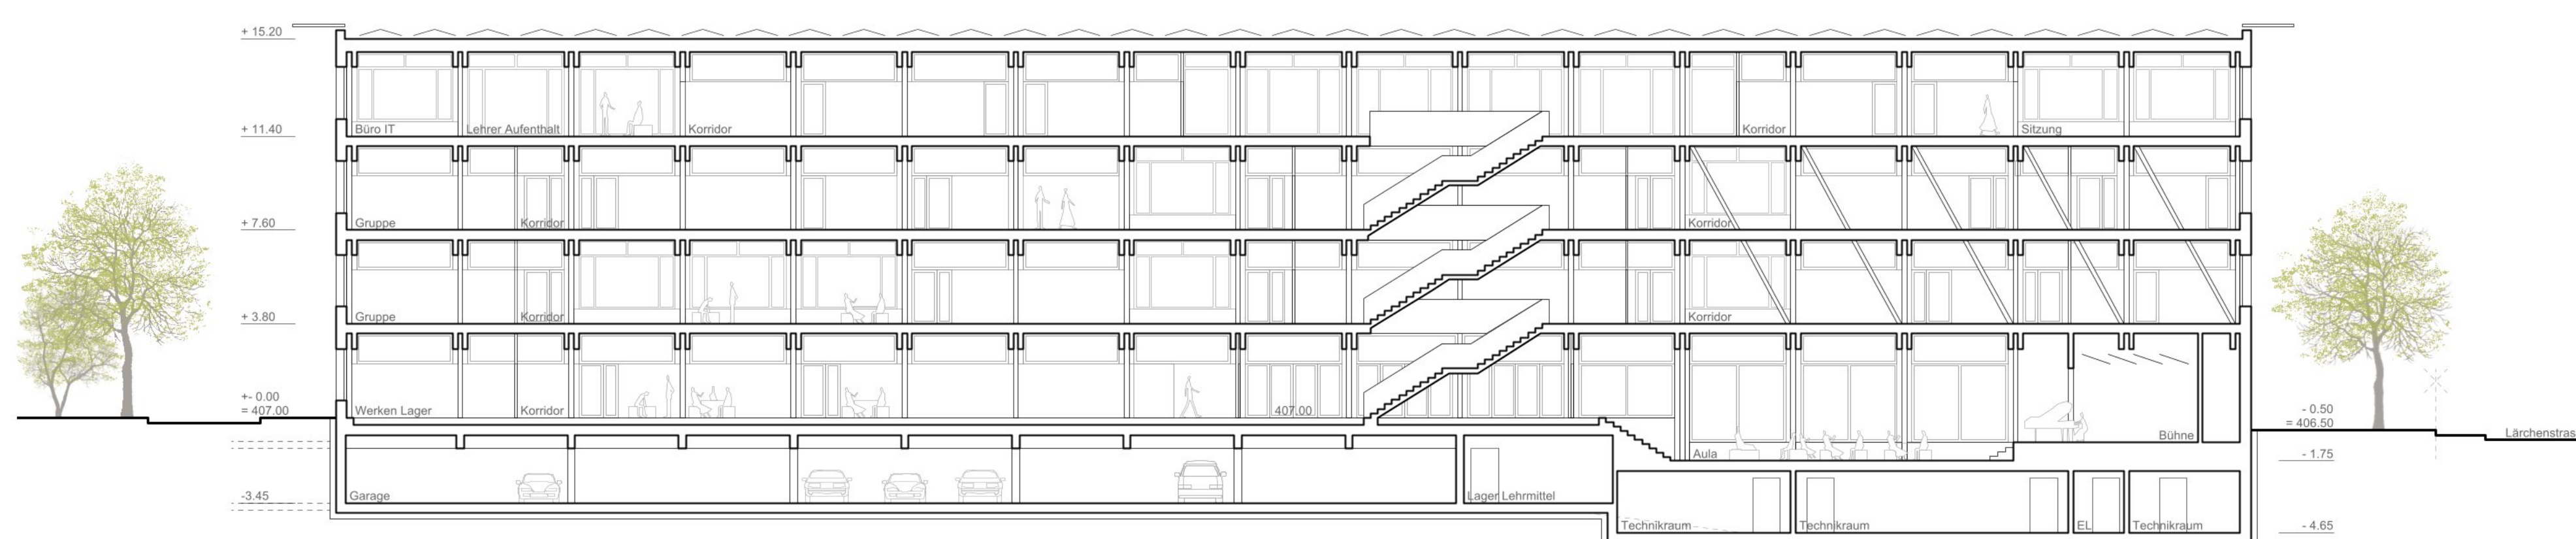 + 15.20
+ 11.40
Büro IT
Lehrer Aufenthalt
Korridor
Korridor
Sitzung
+ 7.60
Gruppe
Korridor
Korridor
+ 3.80
Gruppe
Korridor
Korridor
+- 0.00
= 407.00
Werken Lager
Korridor
407.00
Bühne
- 0.50
= 406.50
Lärchenstras
Aula
- 1.75
-3.45
Garage
Lager Lehrmittel
Technikraum
Technikraum
EL
Technikraum
- 4.65